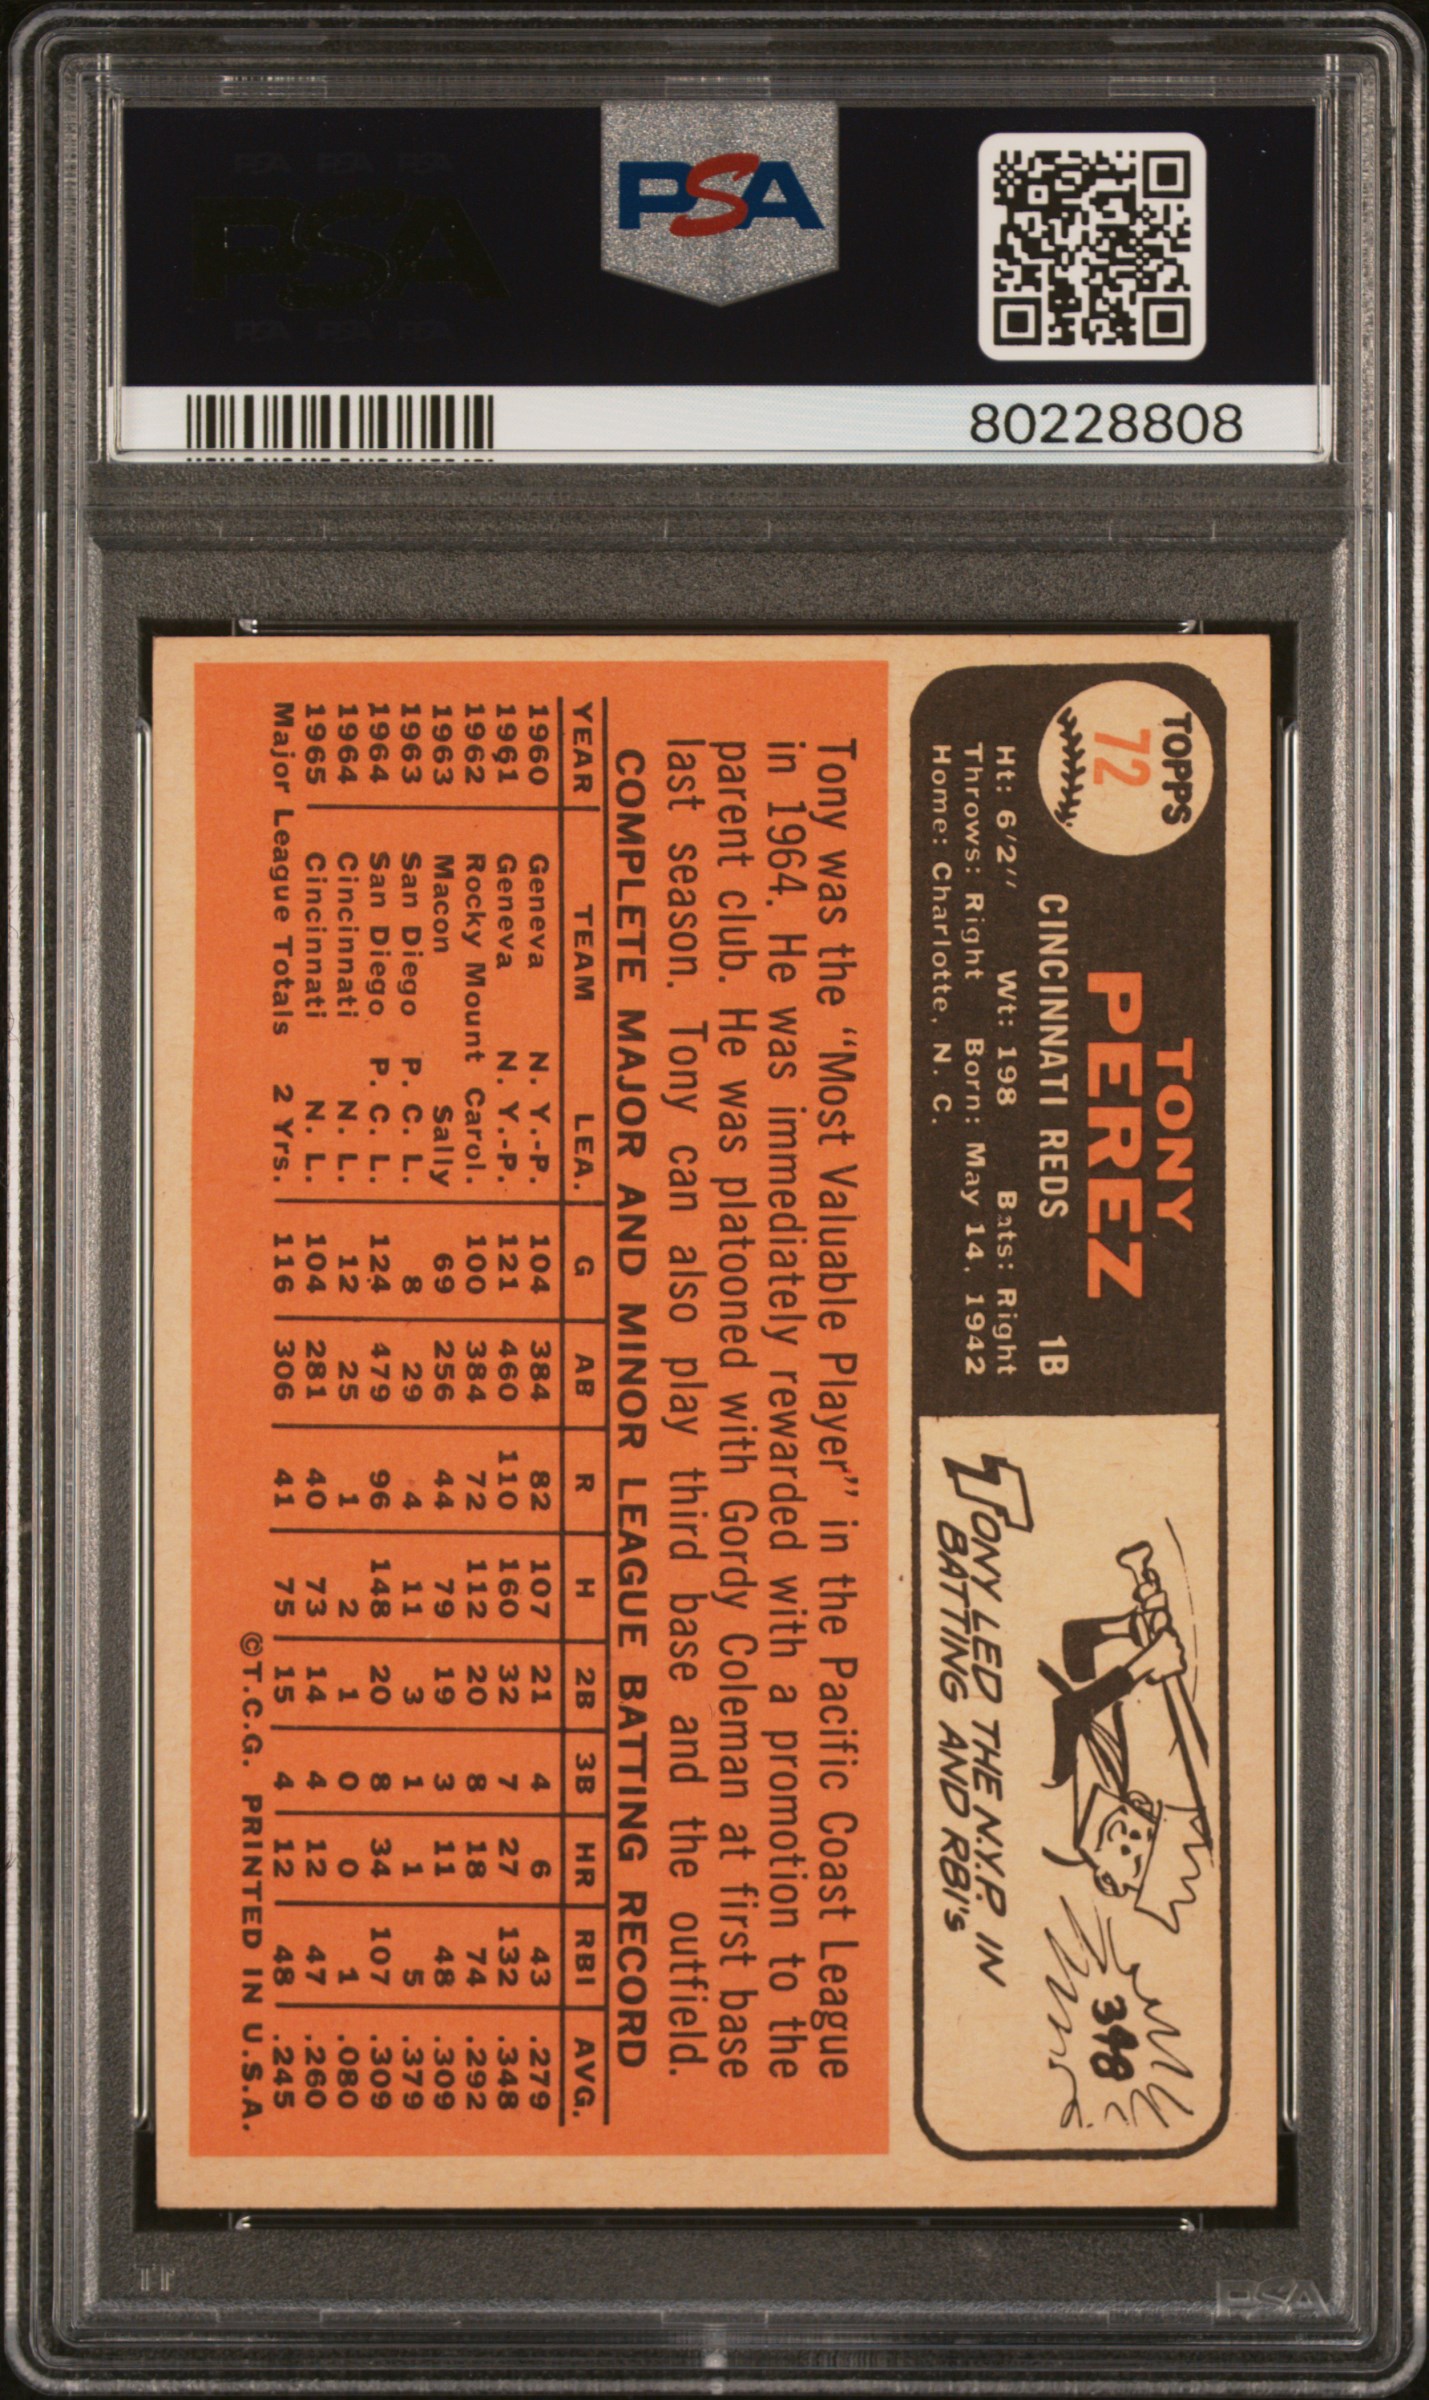 PSA
PSA PSA PSA
PSA
PSA PSA PSA
80228808
TOPPS
72
TONY
PEREZ
CINCINNATI REDS 1B
Ht: 6'2" Wt: 198 Bats: Right
Throws: Right Born: May 14, 1942
Home: Charlotte, N. C.
398
TONY LED THE N.Y.P. IN
BATTING AND RBI's
Tony was the "Most Valuable Player" in the Pacific Coast League
in 1964. He was immediately rewarded with a promotion to the
parent club. He was platooned with Gordy Coleman at first base
last season. Tony can also play third base and the outfield.
COMPLETE MAJOR AND MINOR LEAGUE BATTING RECORD
YEAR TEAM LEA. G AB R H 2B 3B HR RBI AVG.
1960 Geneva N. Y.-P. 104 384 82 107 21 4 6 43 .279
1961 Geneva N. Y.-P. 121 460 110 160 32 7 27 132 .348
1962 Rocky Mount Carol. 100 384 72 112 20 8 18 74 .292
1963 Macon Sally 69 256 44 79 19 3 11 48 .309
1963 San Diego P. C. L. 8 29 4 11 3 1 1 5 .379
1964 San Diego P. C. L. 124 479 96 148 20 8 34 107 .309
1964 Cincinnati N. L. 12 25 1 2 1 0 0 1 .080
1965 Cincinnati N. L. 104 281 40 73 14 4 12 47 .260
Major League Totals 2 Yrs. 116 306 41 75 15 4 12 48 .245
©T.C.G. PRINTED IN U.S.A.
TT
PSA